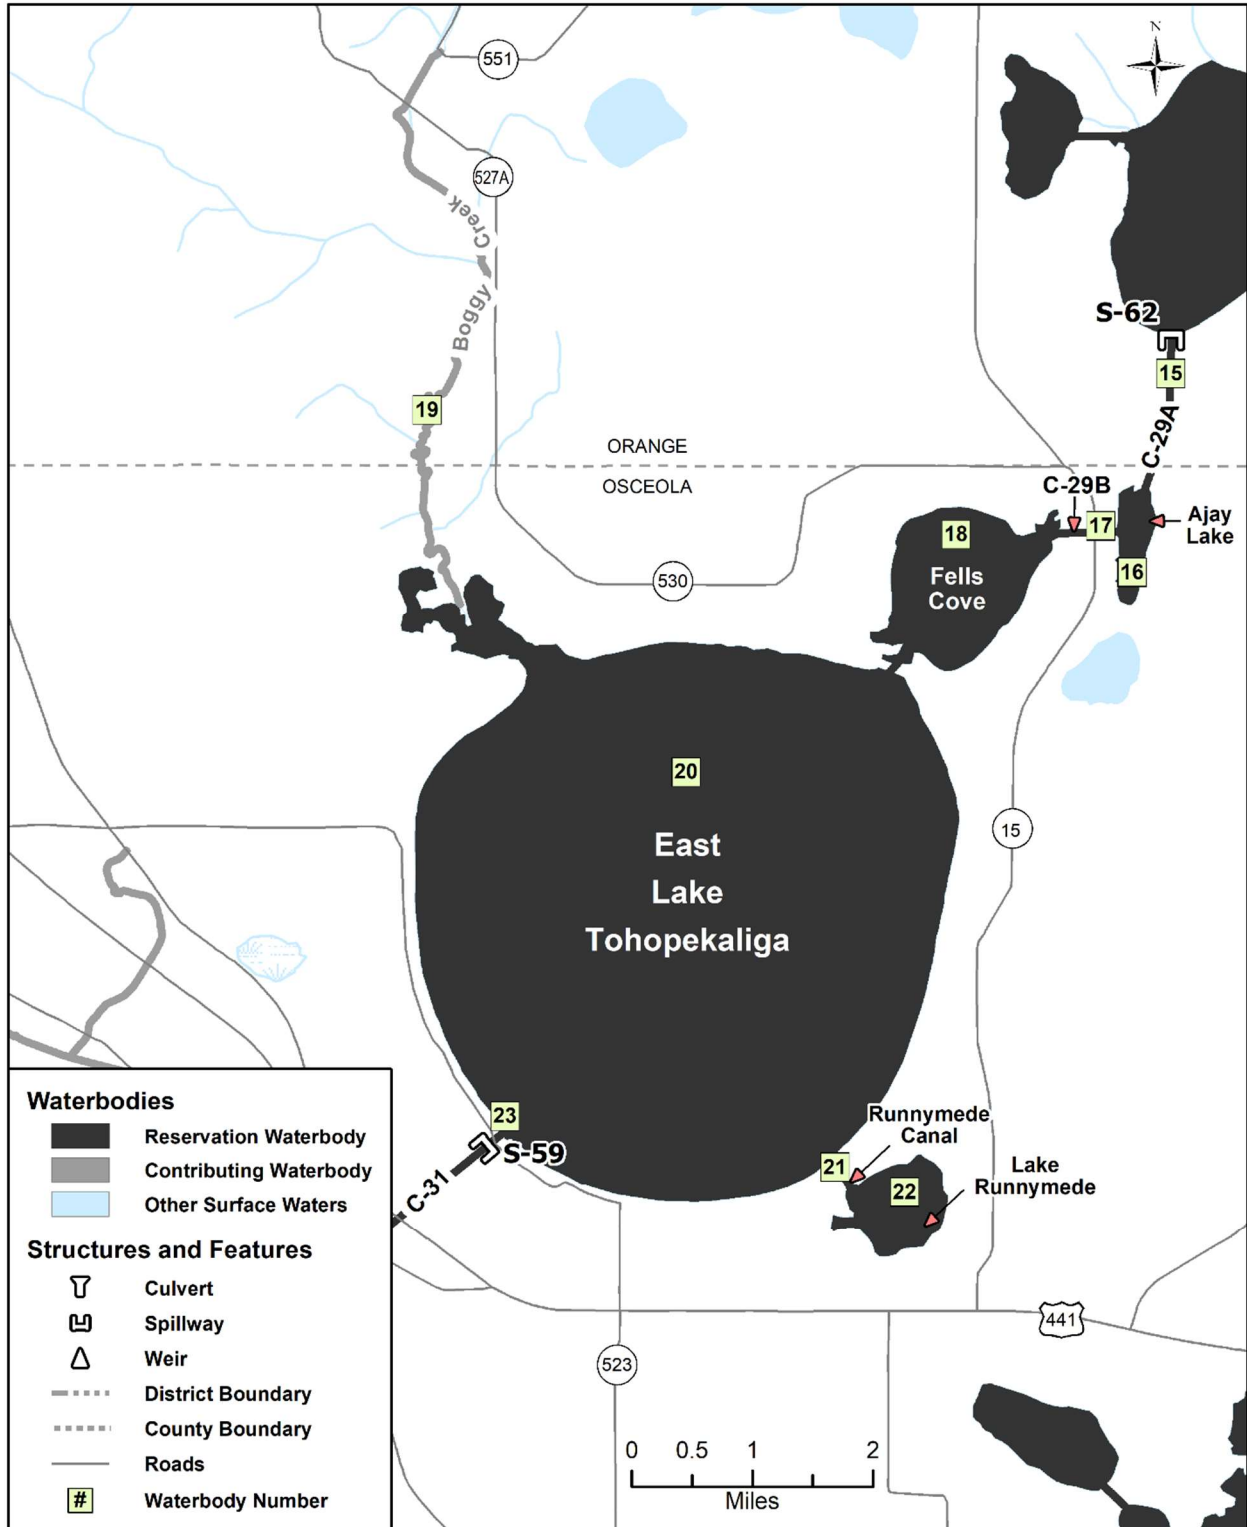 N
551
527A
Creek
Boggy
S-62
15
19
C-29A
ORANGE
OSCEOLA
C-29B
17
18
Ajay
Lake
16
Fells
Cove
530
20
East
Lake
Tohopekaliga
15
23
S-59
C-31
Runnymede
Canal
21
22
Lake
Runnymede
441
523
0 0.5 1 2
Miles
Waterbodies
Reservation Waterbody
Contributing Waterbody
Other Surface Waters
Structures and Features
Culvert
Spillway
Weir
District Boundary
County Boundary
Roads
# Waterbody Number